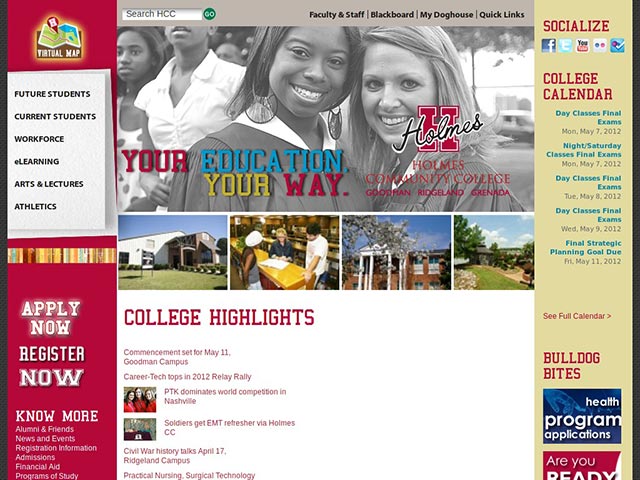 VIRTUAL MAP
FUTURE STUDENTS
CURRENT STUDENTS
WORKFORCE
eLEARNING
ARTS & LECTURES
ATHLETICS
APPLY
NOW
REGISTER
NOW
KNOW MORE
Alumni & Friends
News and Events
Registration Information
Admissions
Financial Aid
Programs of Study
Search HCC
GO
Faculty & Staff | Blackboard | My Doghouse | Quick Links
YOUR EDUCATION.
YOUR WAY.
H
Holmes
HOLMES
COMMUNITY COLLEGE
GOODMAN RIDGELAND GRENADA
COLLEGE HIGHLIGHTS
Commencement set for May 11,
Goodman Campus
Career-Tech tops in 2012 Relay Rally
PTK dominates world competition in
Nashville
Soldiers get EMT refresher via Holmes
CC
Civil War history talks April 17,
Ridgeland Campus
Practical Nursing, Surgical Technology
SOCIALIZE
You
Tube
COLLEGE
CALENDAR
Day Classes Final
Exams
Mon, May 7, 2012
Night/Saturday
Classes Final Exams
Mon, May 7, 2012
Day Classes Final
Exams
Tue, May 8, 2012
Day Classes Final
Exams
Wed, May 9, 2012
Final Strategic
Planning Goal Due
Fri, May 11, 2012
See Full Calendar >
BULLDOG
BITES
health
program
applications
Are you
READY